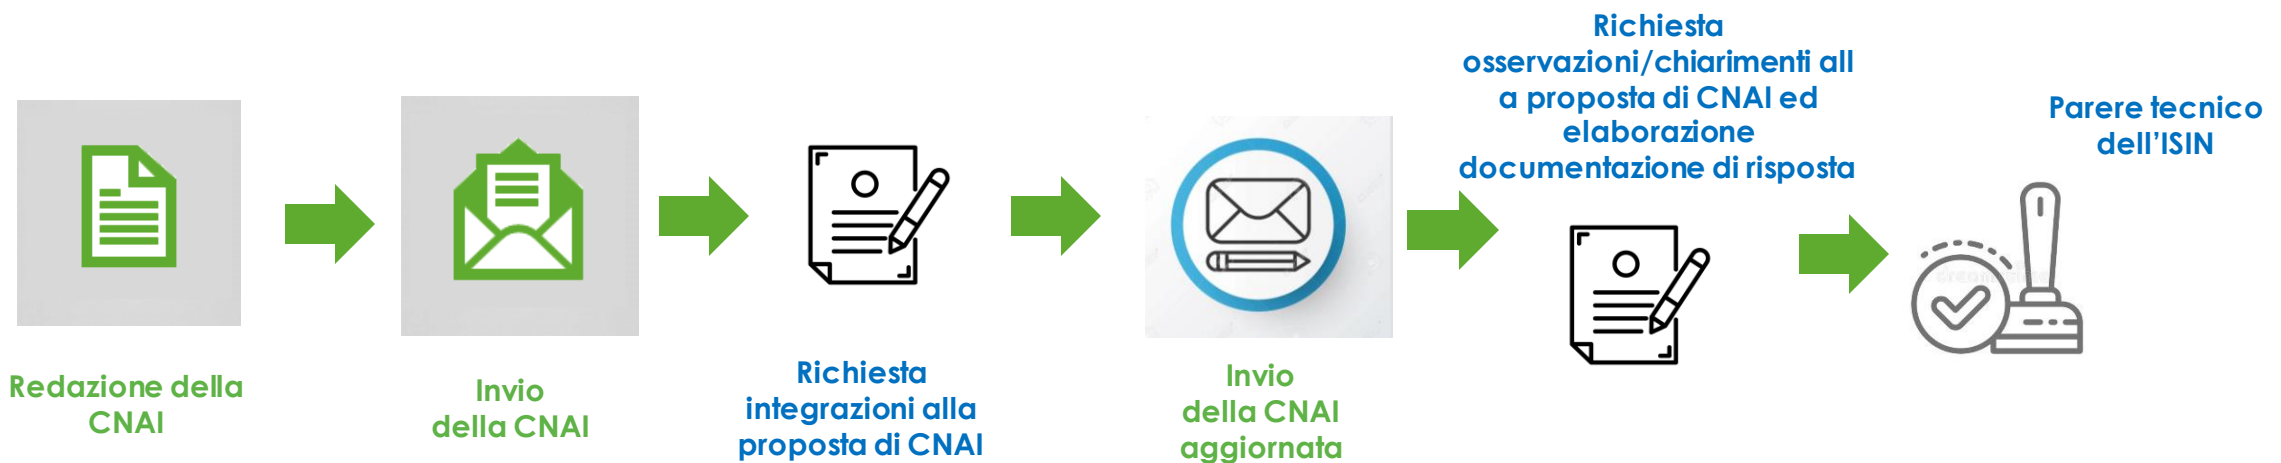 Redazione della
CNAI
Invio
della CNAI
Richiesta
integrazioni alla
proposta di CNAI
Invio
della CNAI
aggiornata
Richiesta
osservazioni/chiarimenti all
a proposta di CNAI ed
elaborazione
documentazione di risposta
Parere tecnico
dell’ISIN